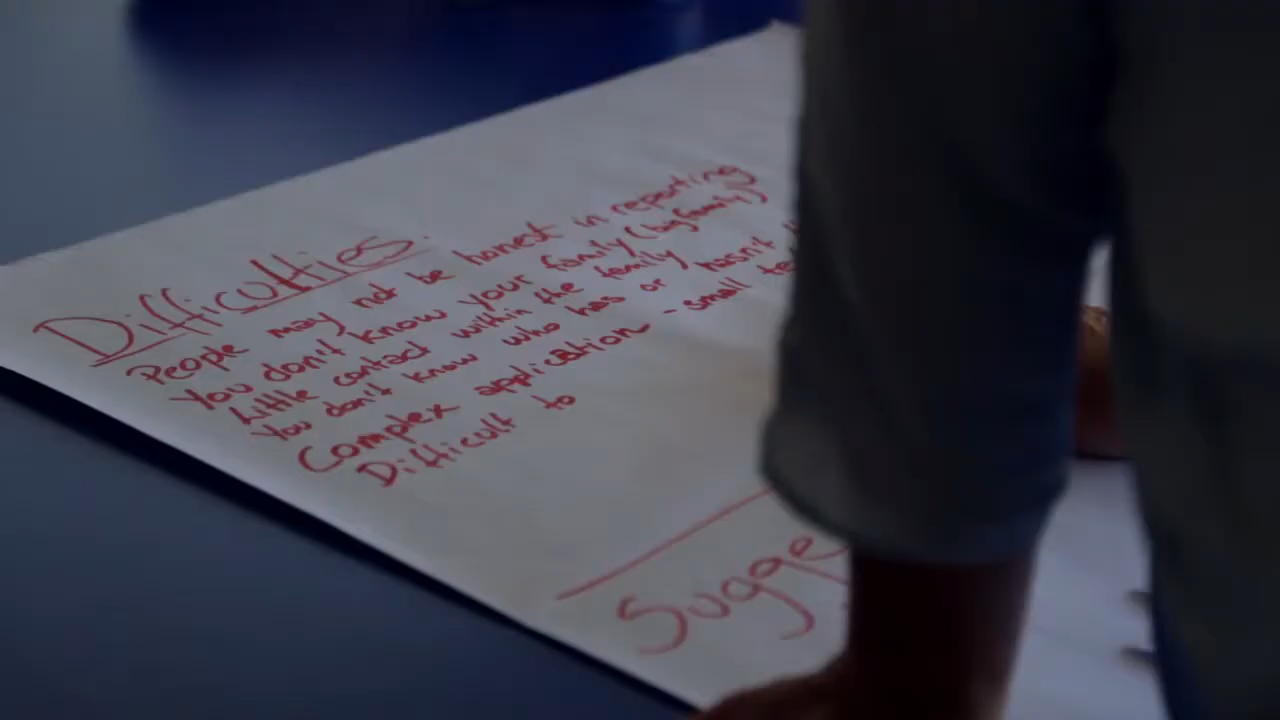 Difficulties.
People may not be honest in reporting
You don't know your family (big family)
Little contact within the family
You don't know who has or hasn't
Complex application - small te
Difficult to
Sugge